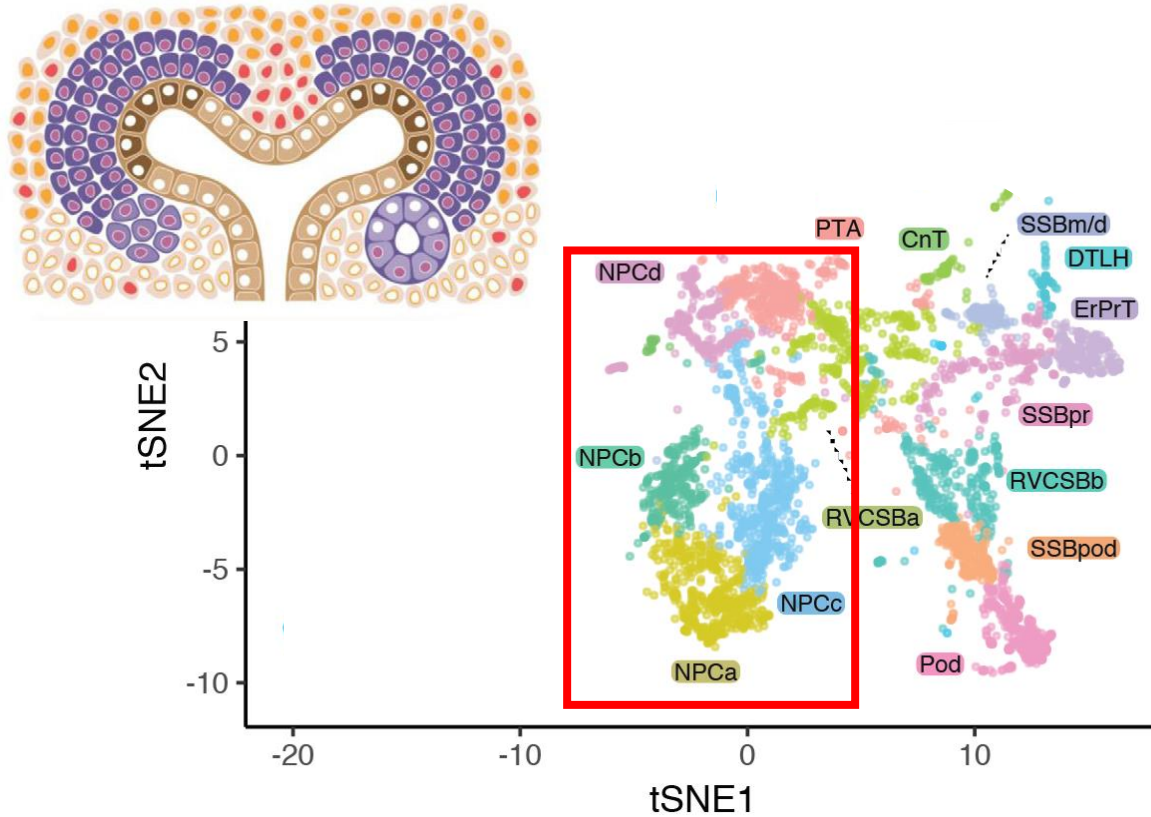 PTA
CnT
SSBm/d
NPCd
DTLH
ErPrT
5
tSNE2
SSBpr
0
NPCb
RVCSBb
RVCSBa
SSBpod
-5
NPCc
NPCa
Pod
-10
-20
-10
0
10
tSNE1